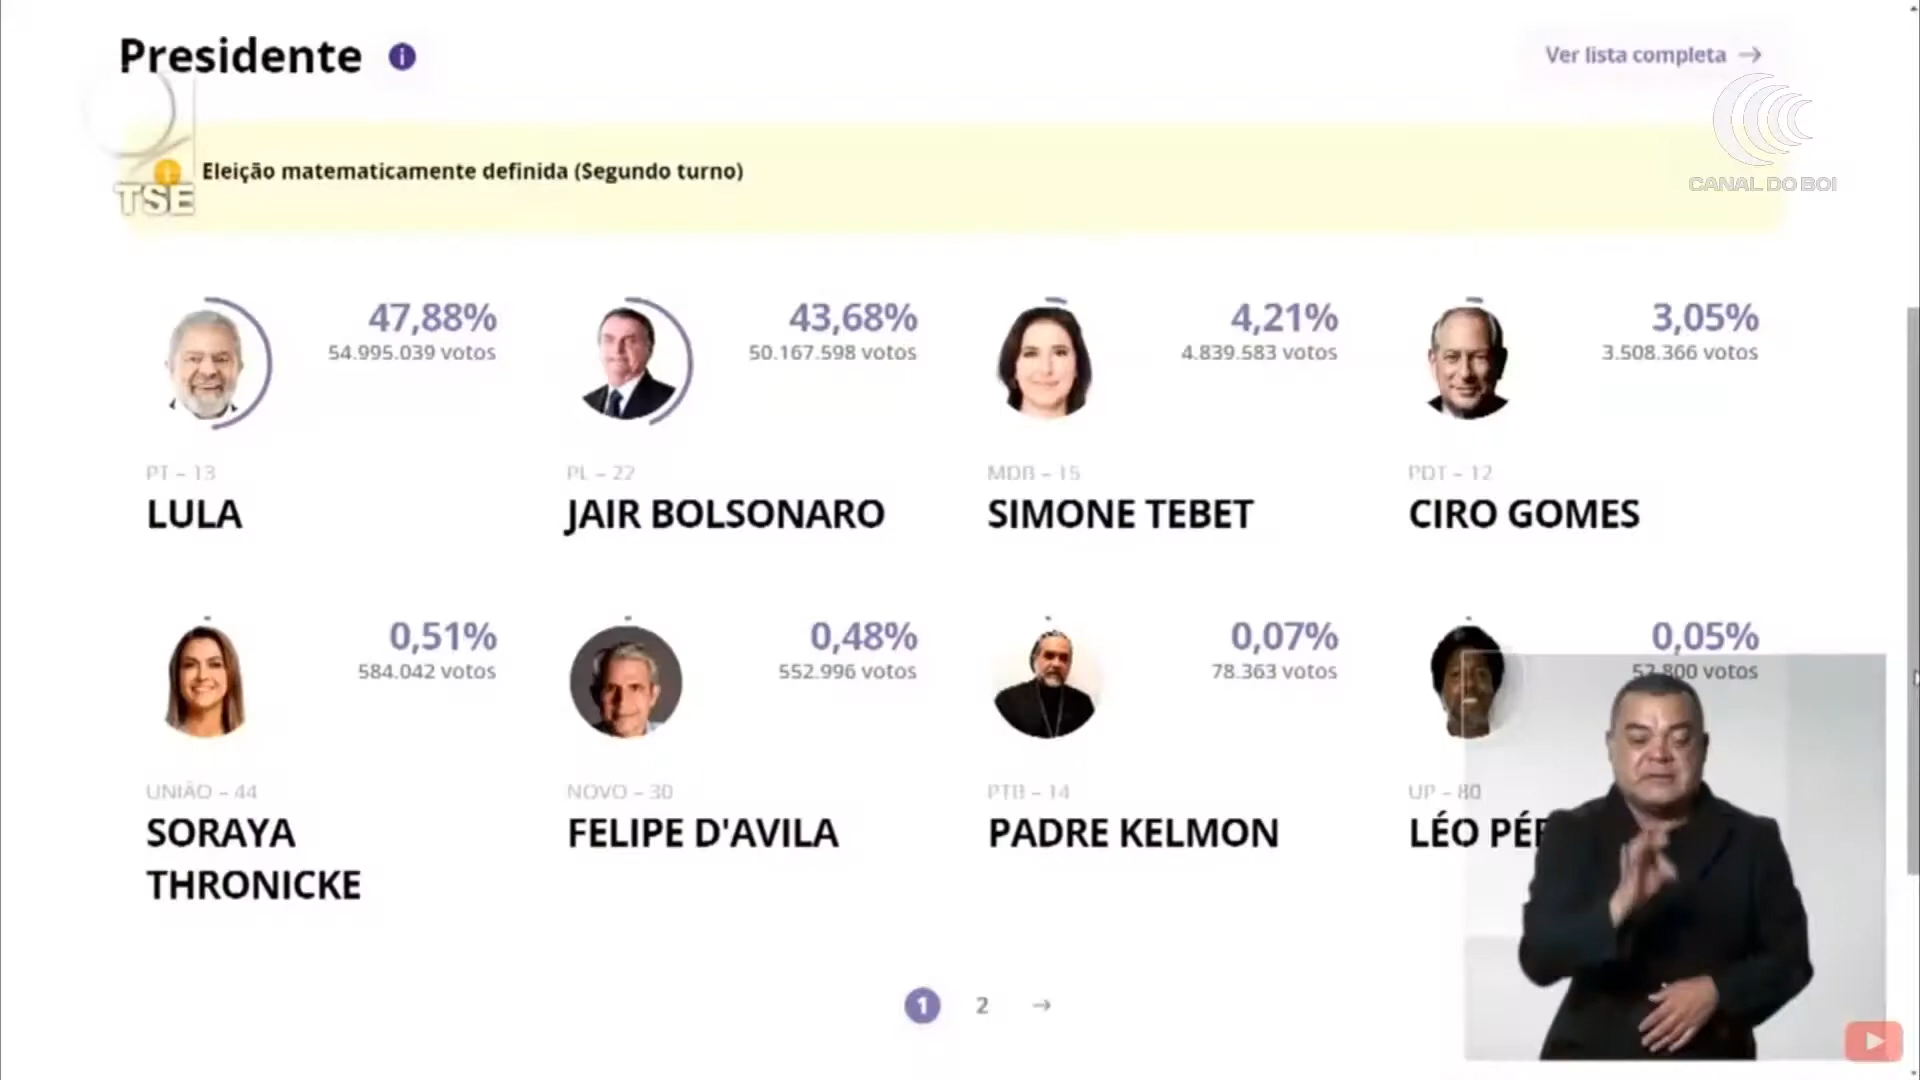 Presidente
Ver lista completa →
TSE
CANAL DO BOI
Eleição matematicamente definida (Segundo turno)
47,88%
54.995.039 votos
PT – 13
LULA
43,68%
50.167.598 votos
PL – 22
JAIR BOLSONARO
4,21%
4.839.583 votos
MDB – 15
SIMONE TEBET
3,05%
3.508.366 votos
PDT – 12
CIRO GOMES
0,51%
584.042 votos
UNIÃO – 44
SORAYA
THRONICKE
0,48%
552.996 votos
NOVO – 30
FELIPE D'AVILA
0,07%
78.363 votos
PTB – 14
PADRE KELMON
0,05%
votos
UP – 80
LÉO
1 2 →